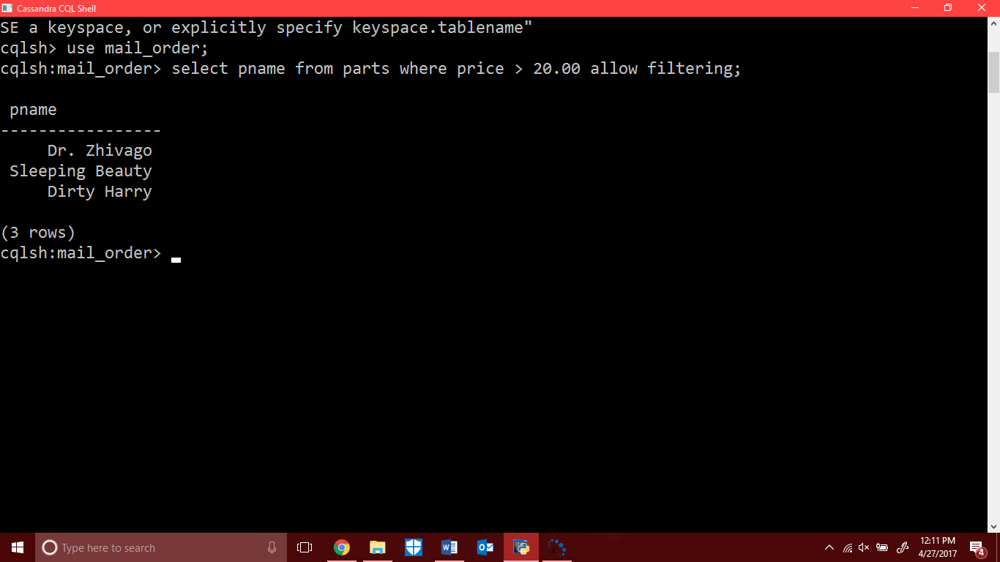 Cassandra CQL Shell
SE a keyspace, or explicitly specify keyspace.tablename"
cqlsh> use mail_order;
cqlsh:mail_order> select pname from parts where price > 20.00 allow filtering;
pname
-----------------
Dr. Zhivago
Sleeping Beauty
Dirty Harry
(3 rows)
cqlsh:mail_order>
Type here to search
12:11 PM
4/27/2017
4